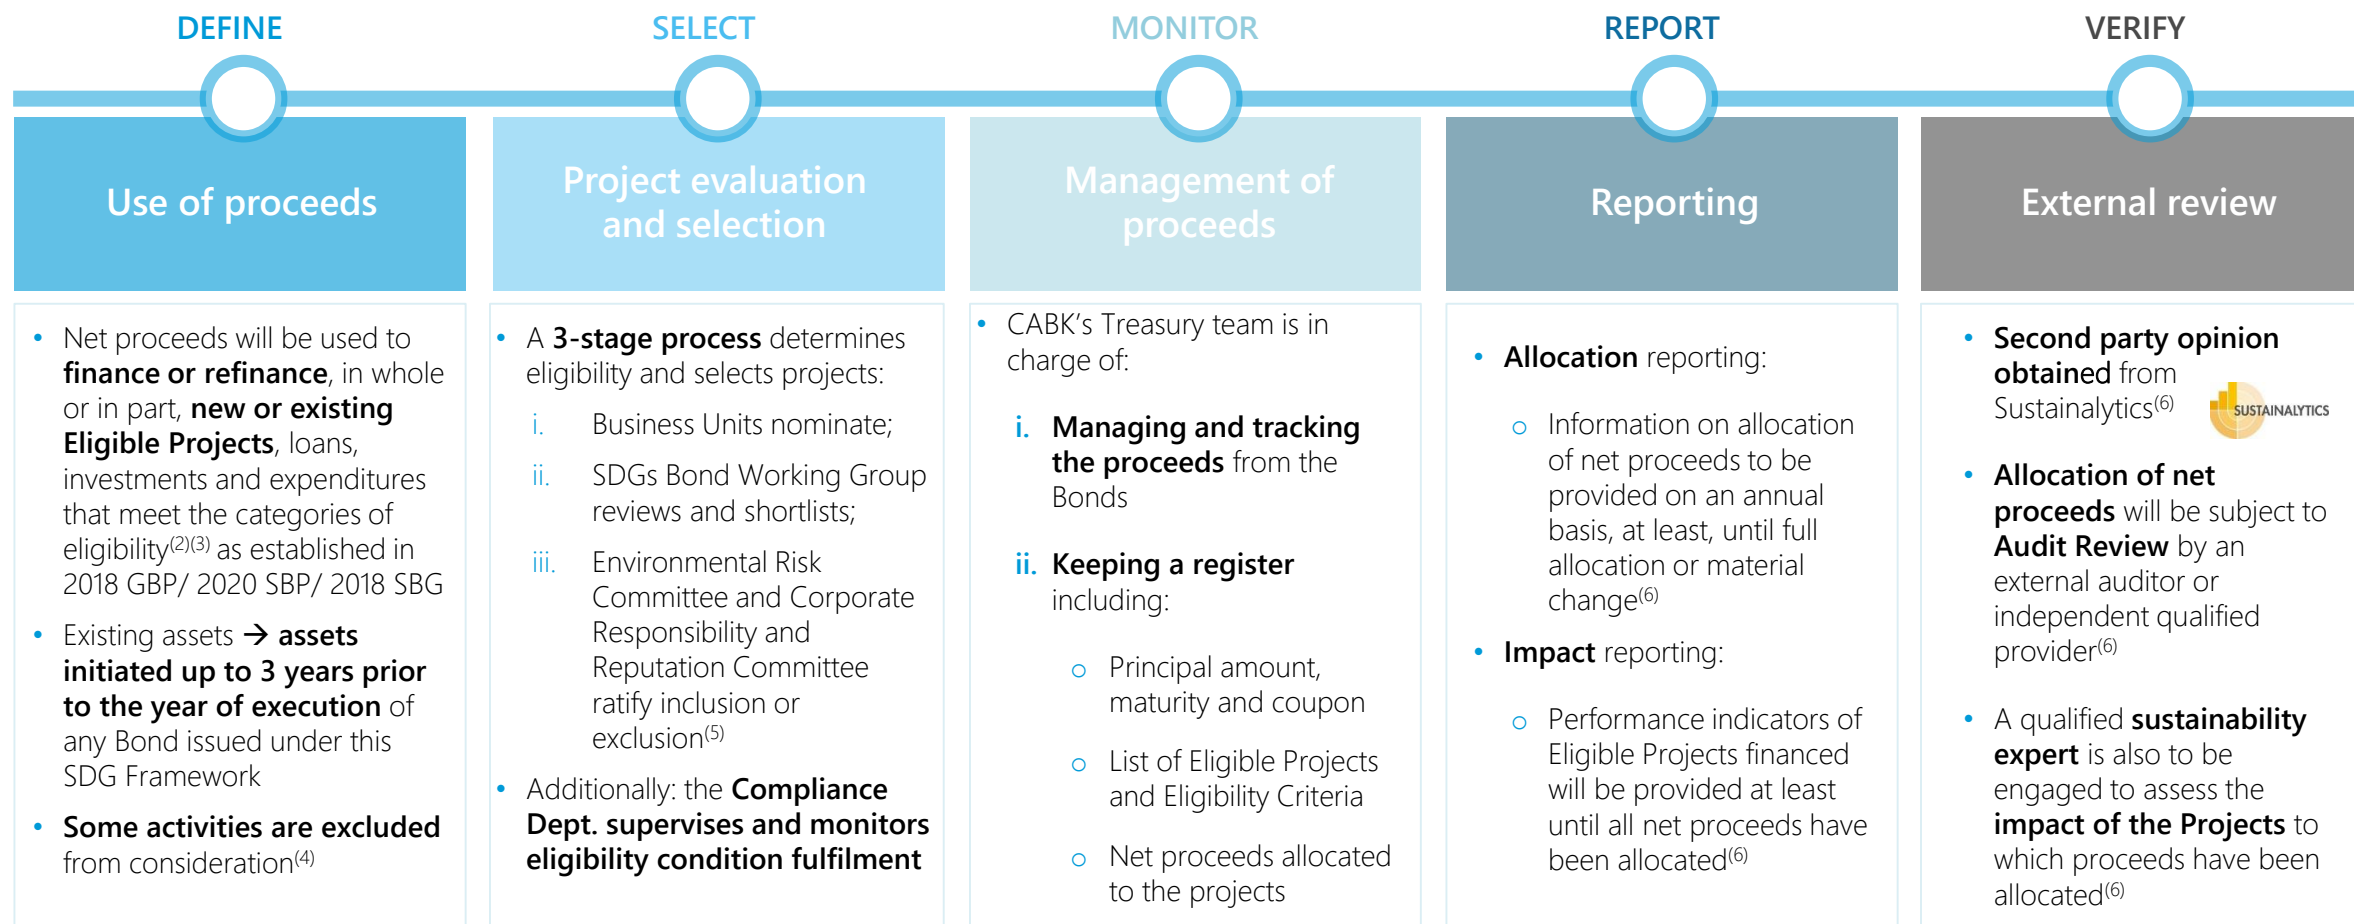 DEFINE
SELECT
MONITOR
REPORT
VERIFY
Use of proceeds
Project evaluation
and selection
Management of
proceeds
Reporting
External review
• Net proceeds will be used to
finance or refinance, in whole
or in part, new or existing
Eligible Projects, loans,
investments and expenditures
that meet the categories of
eligibility(2)(3) as established in
2018 GBP/ 2020 SBP/ 2018 SBG
• Existing assets → assets
initiated up to 3 years prior
to the year of execution of
any Bond issued under this
SDG Framework
• Some activities are excluded
from consideration(4)
• A 3-stage process determines
eligibility and selects projects:
i. Business Units nominate;
ii. SDGs Bond Working Group
reviews and shortlists;
iii. Environmental Risk
Committee and Corporate
Responsibility and
Reputation Committee
ratify inclusion or
exclusion(5)
• Additionally: the Compliance
Dept. supervises and monitors
eligibility condition fulfilment
• CABK's Treasury team is in
charge of:
i. Managing and tracking
the proceeds from the
Bonds
ii. Keeping a register
including:
o Principal amount,
maturity and coupon
o List of Eligible Projects
and Eligibility Criteria
o Net proceeds allocated
to the projects
• Allocation reporting:
o Information on allocation
of net proceeds to be
provided on an annual
basis, at least, until full
allocation or material
change(6)
• Impact reporting:
o Performance indicators of
Eligible Projects financed
will be provided at least
until all net proceeds have
been allocated(6)
• Second party opinion
obtained from
Sustainalytics(6)
SUSTAINALYTICS
• Allocation of net
proceeds will be subject to
Audit Review by an
external auditor or
independent qualified
provider(6)
• A qualified sustainability
expert is also to be
engaged to assess the
impact of the Projects to
which proceeds have been
allocated(6)